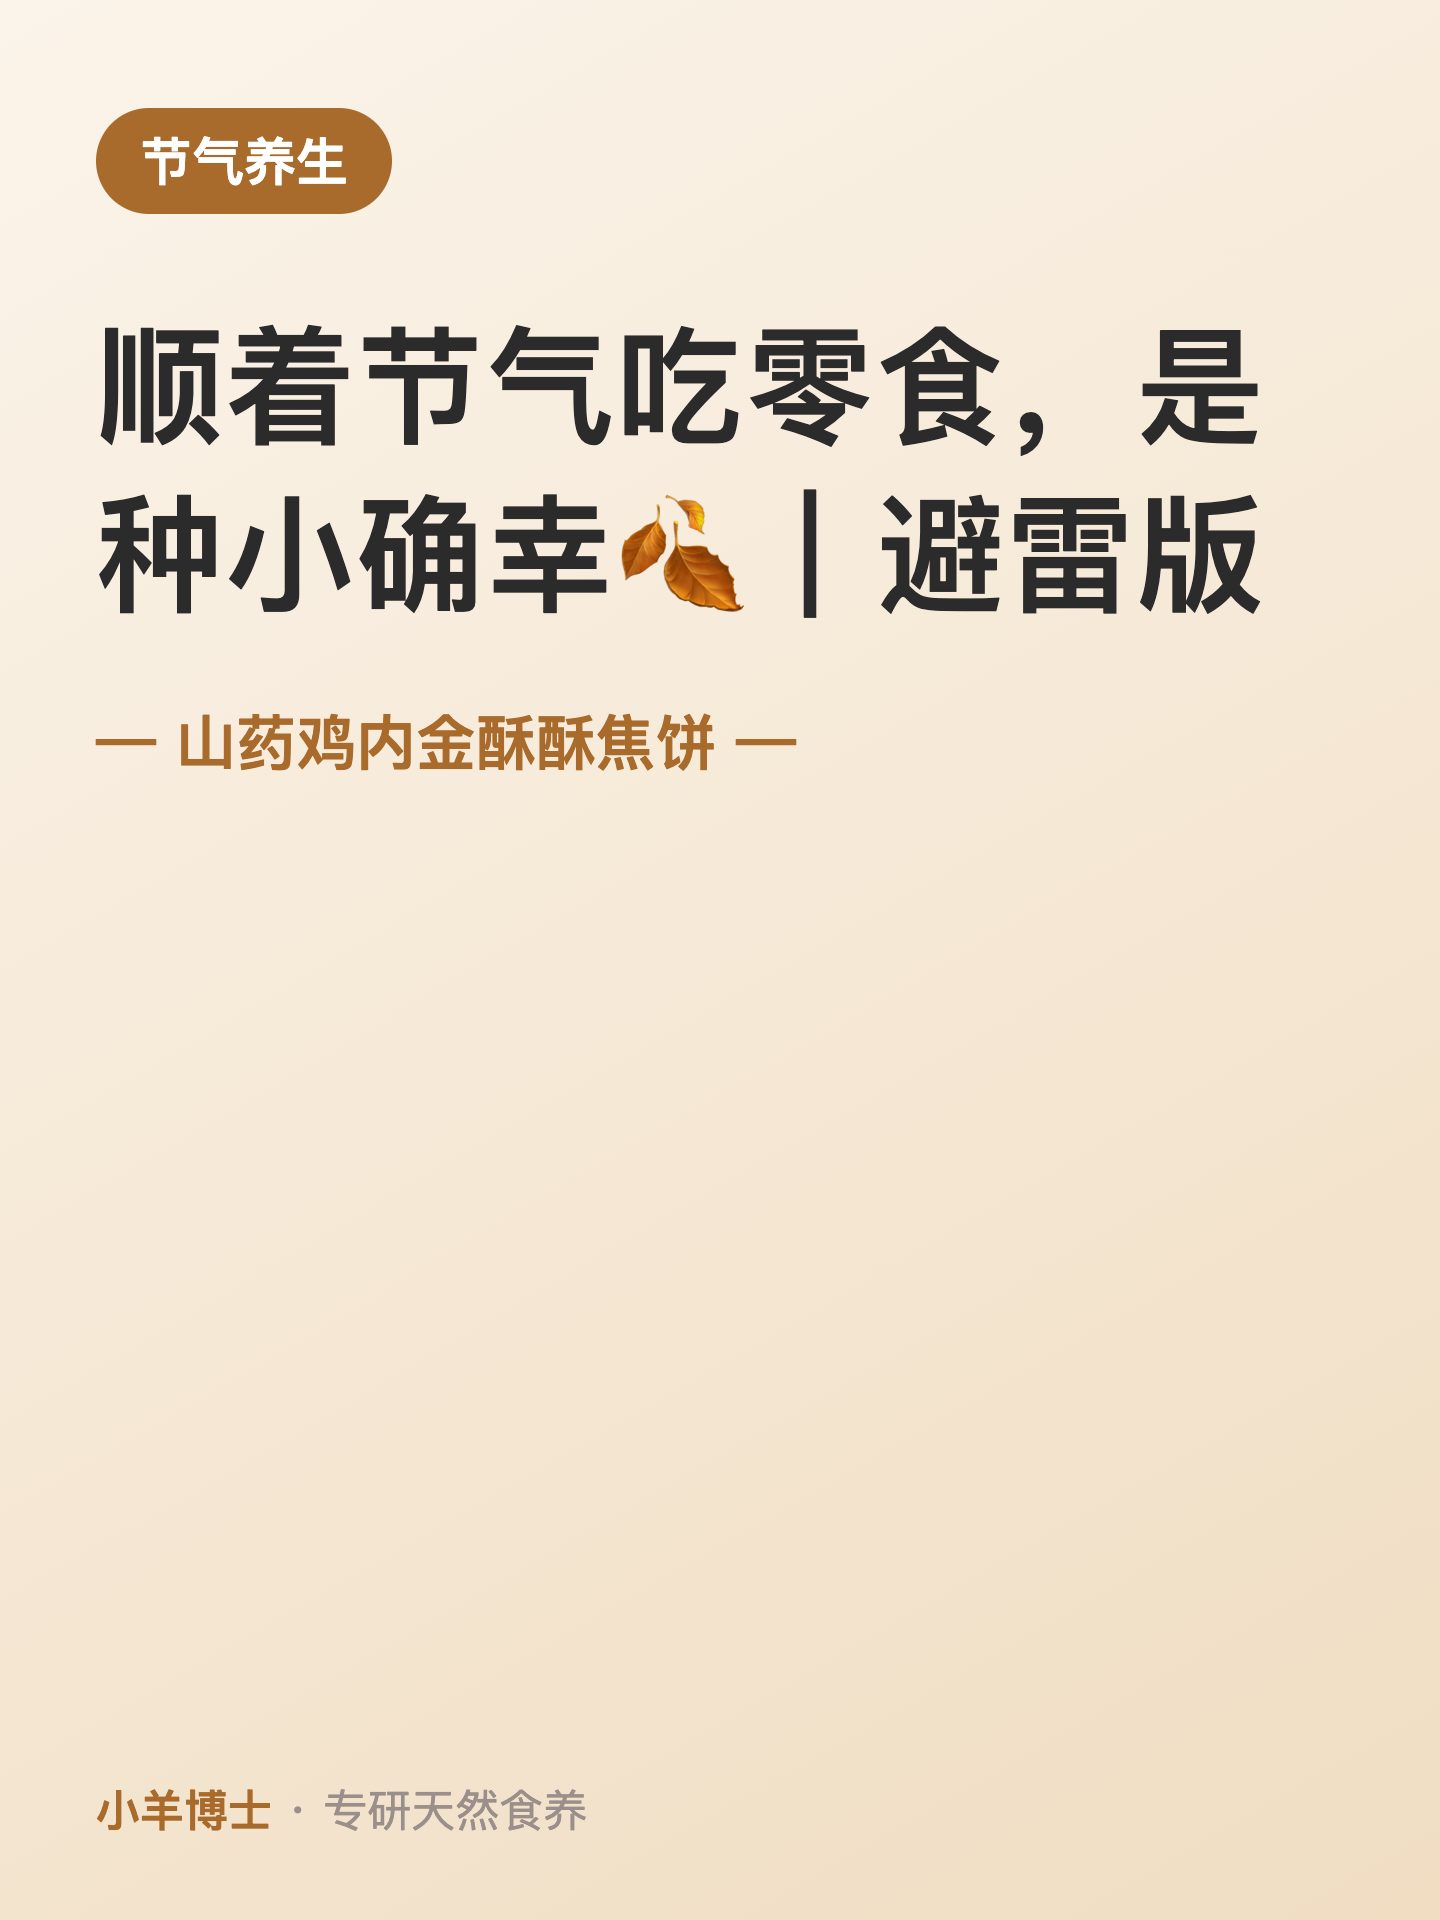 节气养生
顺着节气吃零食，是
种小确幸🍂｜避雷版
— 山药鸡内金酥酥焦饼 —
小羊博士 · 专研天然食养